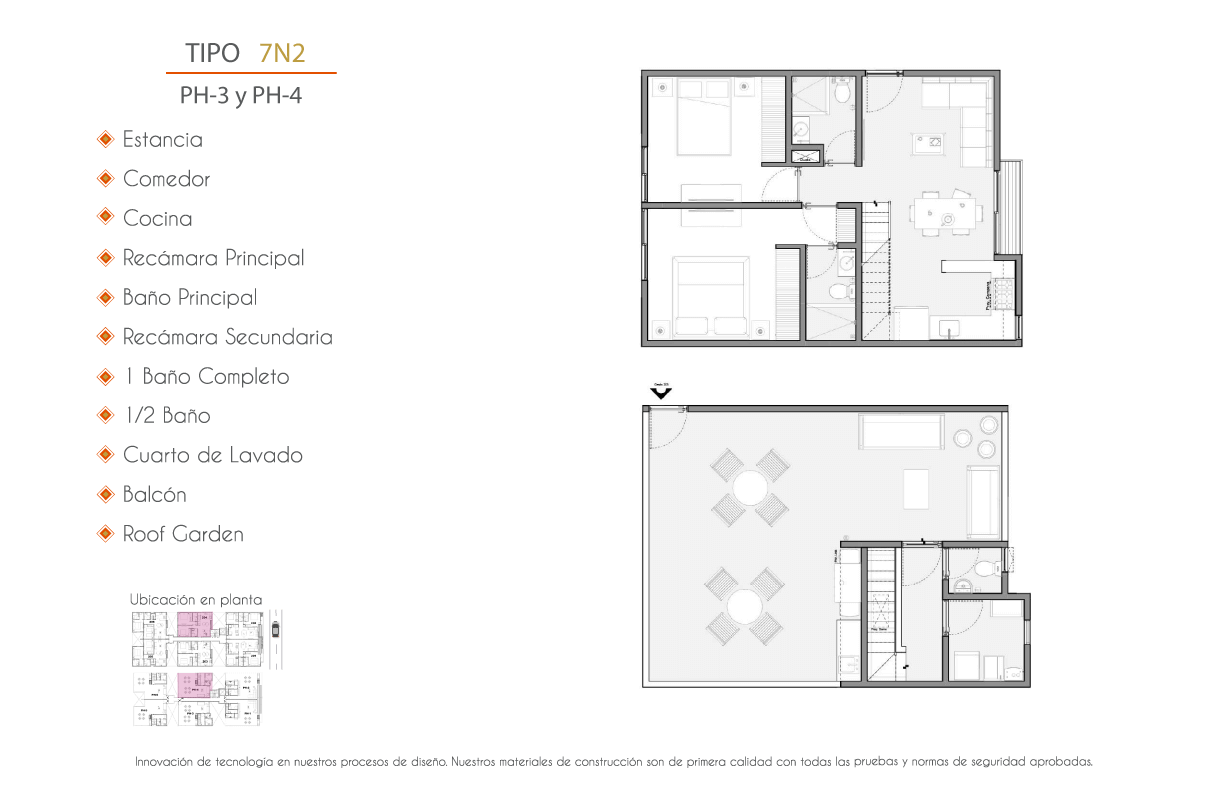 TIPO 7N2
PH-3 y PH-4
Estancia
Comedor
Cocina
Recámara Principal
Baño Principal
Recámara Secundaria
1 Baño Completo
1/2 Baño
Cuarto de Lavado
Balcón
Roof Garden
Ubicación en planta
Innovación de tecnología en nuestros procesos de diseño. Nuestros materiales de construcción son de primera calidad con todas las pruebas y normas de seguridad aprobadas.